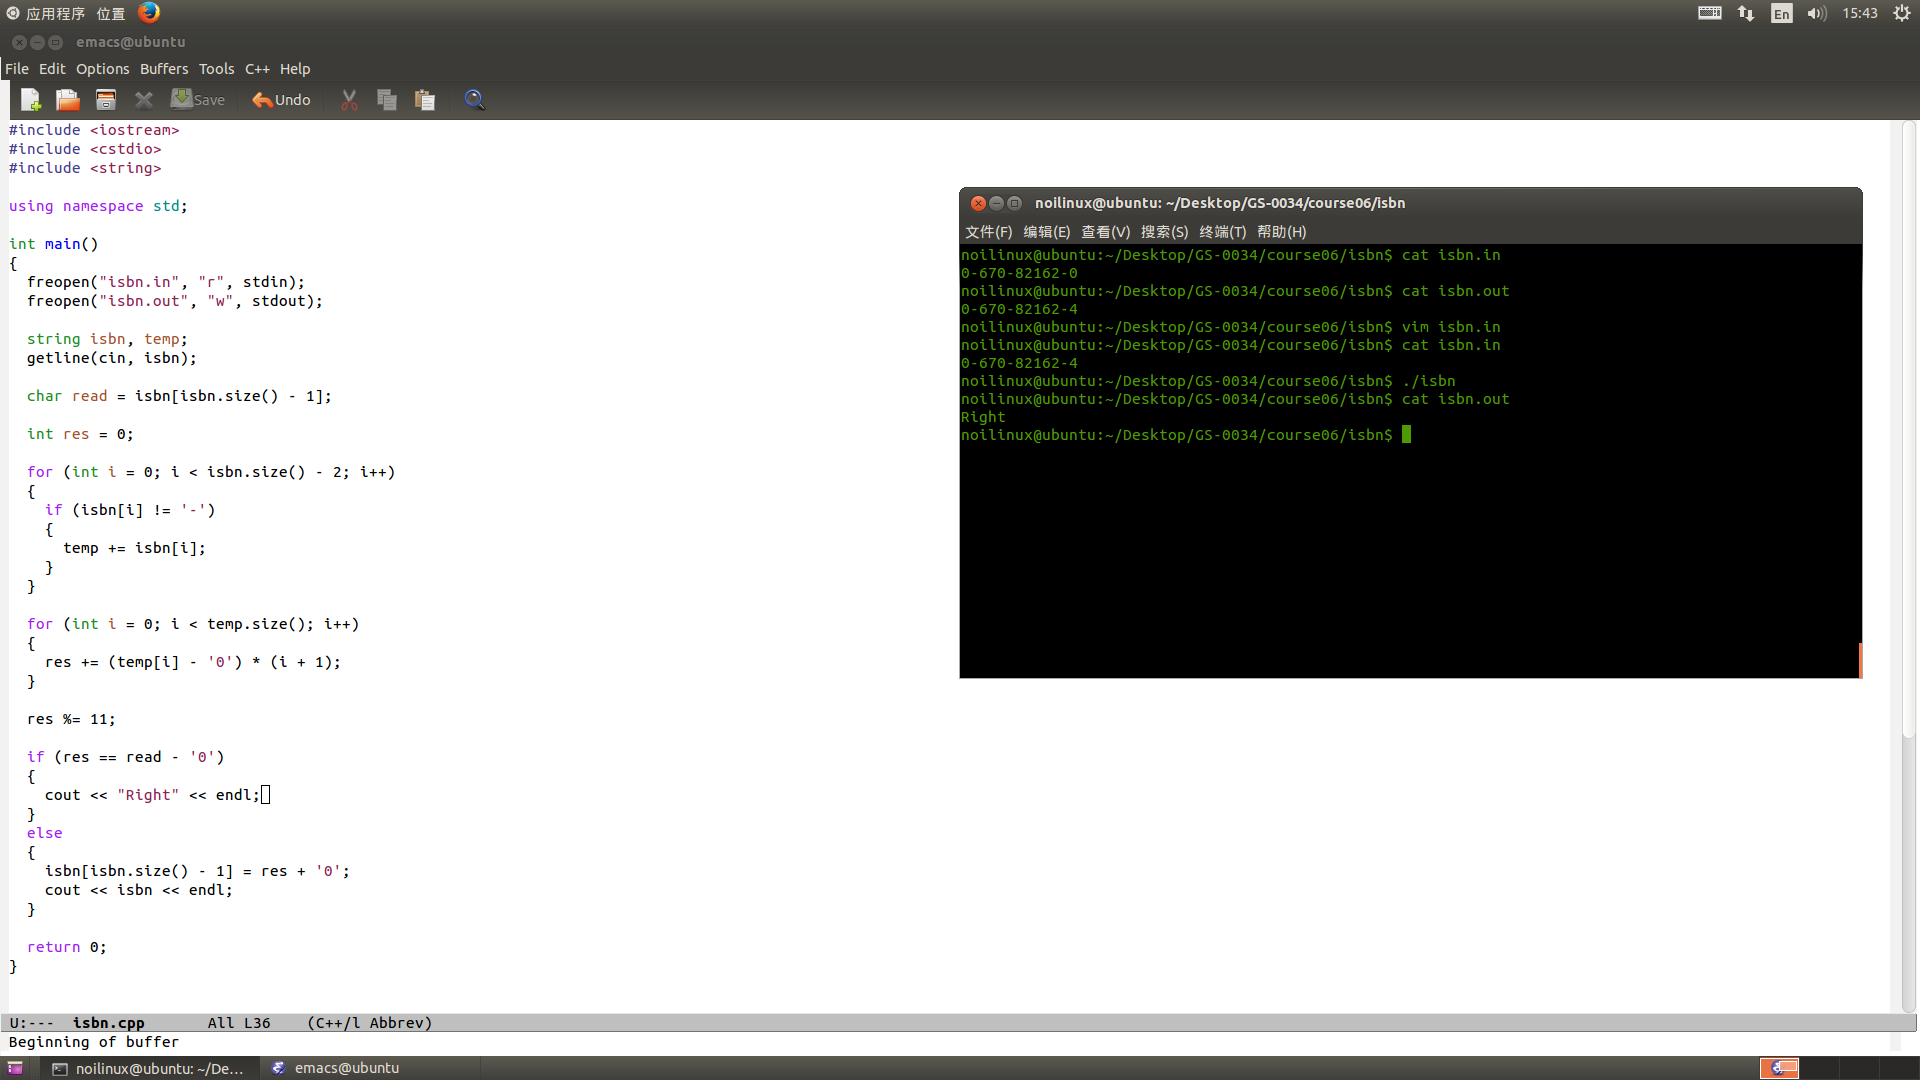 应用程序 位置 En 15:43
emacs@ubuntu
File Edit Options Buffers Tools C++ Help
Save Undo
#include <iostream>
#include <cstdio>
#include <string>
using namespace std;
int main()
{
freopen("isbn.in", "r", stdin);
freopen("isbn.out", "w", stdout);
string isbn, temp;
getline(cin, isbn);
char read = isbn[isbn.size() - 1];
int res = 0;
for (int i = 0; i < isbn.size() - 2; i++)
{
if (isbn[i] != '-')
{
temp += isbn[i];
}
}
for (int i = 0; i < temp.size(); i++)
{
res += (temp[i] - '0') * (i + 1);
}
res %= 11;
if (res == read - '0')
{
cout << "Right" << endl;
}
else
{
isbn[isbn.size() - 1] = res + '0';
cout << isbn << endl;
}
return 0;
}
U:--- isbn.cpp All L36 (C++/l Abbrev)
Beginning of buffer
noilinux@ubuntu: ~/Desktop/GS-0034/course06/isbn
文件(F) 编辑(E) 查看(V) 搜索(S) 终端(T) 帮助(H)
noilinux@ubuntu:~/Desktop/GS-0034/course06/isbn$ cat isbn.in
0-670-82162-0
noilinux@ubuntu:~/Desktop/GS-0034/course06/isbn$ cat isbn.out
0-670-82162-4
noilinux@ubuntu:~/Desktop/GS-0034/course06/isbn$ vim isbn.in
noilinux@ubuntu:~/Desktop/GS-0034/course06/isbn$ cat isbn.in
0-670-82162-4
noilinux@ubuntu:~/Desktop/GS-0034/course06/isbn$ ./isbn
noilinux@ubuntu:~/Desktop/GS-0034/course06/isbn$ cat isbn.out
Right
noilinux@ubuntu:~/Desktop/GS-0034/course06/isbn$
noilinux@ubuntu: ~/De... emacs@ubuntu